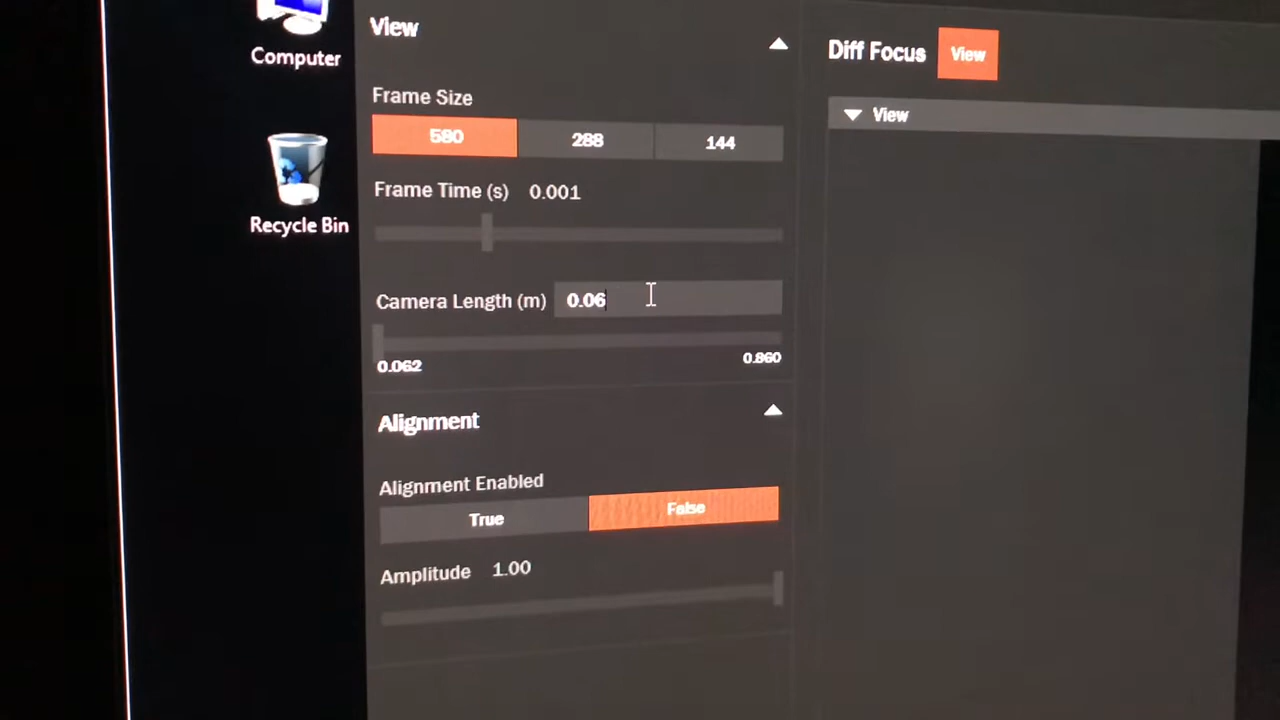 Computer
Recycle Bin
View
Frame Size
580 288 144
Frame Time (s) 0.001
Camera Length (m) 0.06
0.062 0.860
Alignment
Alignment Enabled
True False
Amplitude 1.00
Diff Focus View
View